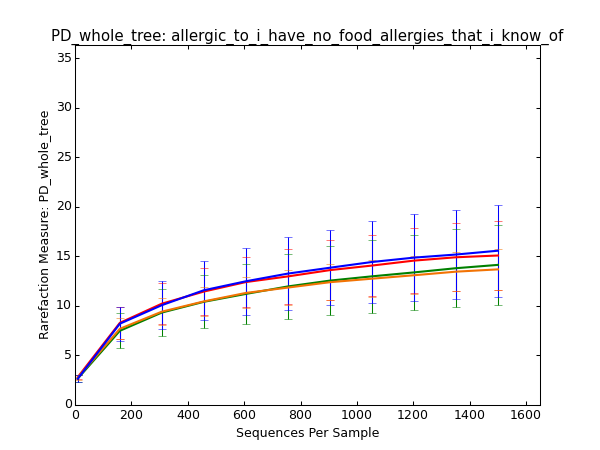 PD_whole_tree: allergic_to_i_have_no_food_allergies_that_i_know_of
35
30
25
20
15
10
5
0
Rarefaction Measure: PD_whole_tree
0 200 400 600 800 1000 1200 1400 1600
Sequences Per Sample